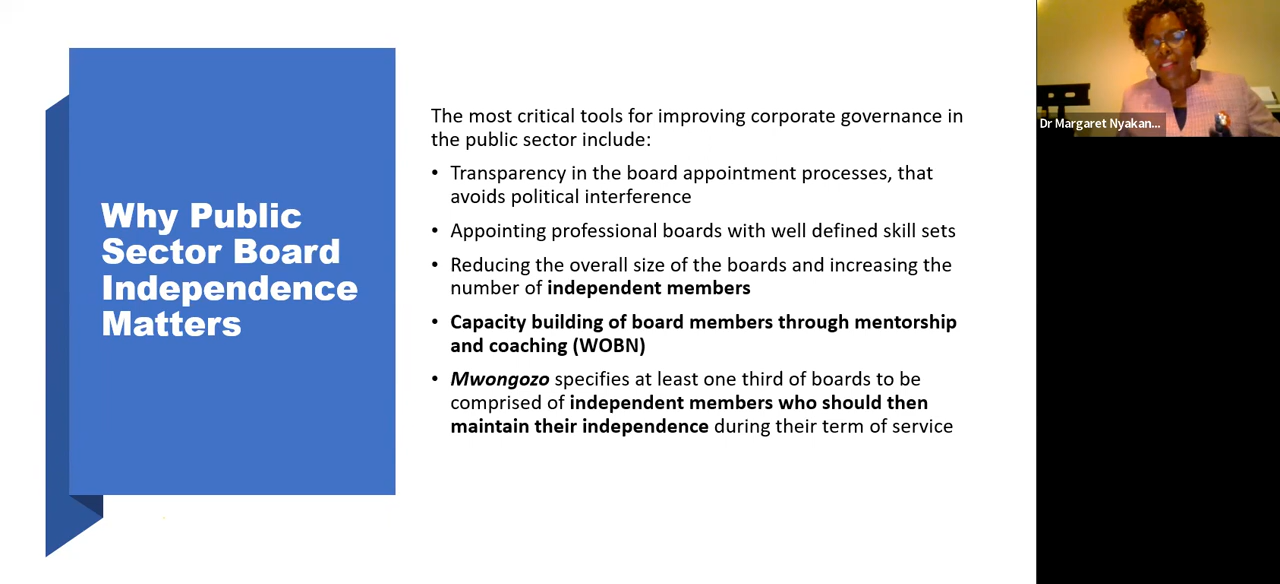 Why Public
Sector Board
Independence
Matters
The most critical tools for improving corporate governance in
the public sector include:
• Transparency in the board appointment processes, that
avoids political interference
• Appointing professional boards with well defined skill sets
• Reducing the overall size of the boards and increasing the
number of independent members
• Capacity building of board members through mentorship
and coaching (WOBN)
• Mwongozo specifies at least one third of boards to be
comprised of independent members who should then
maintain their independence during their term of service
Dr Margaret Nyakan...